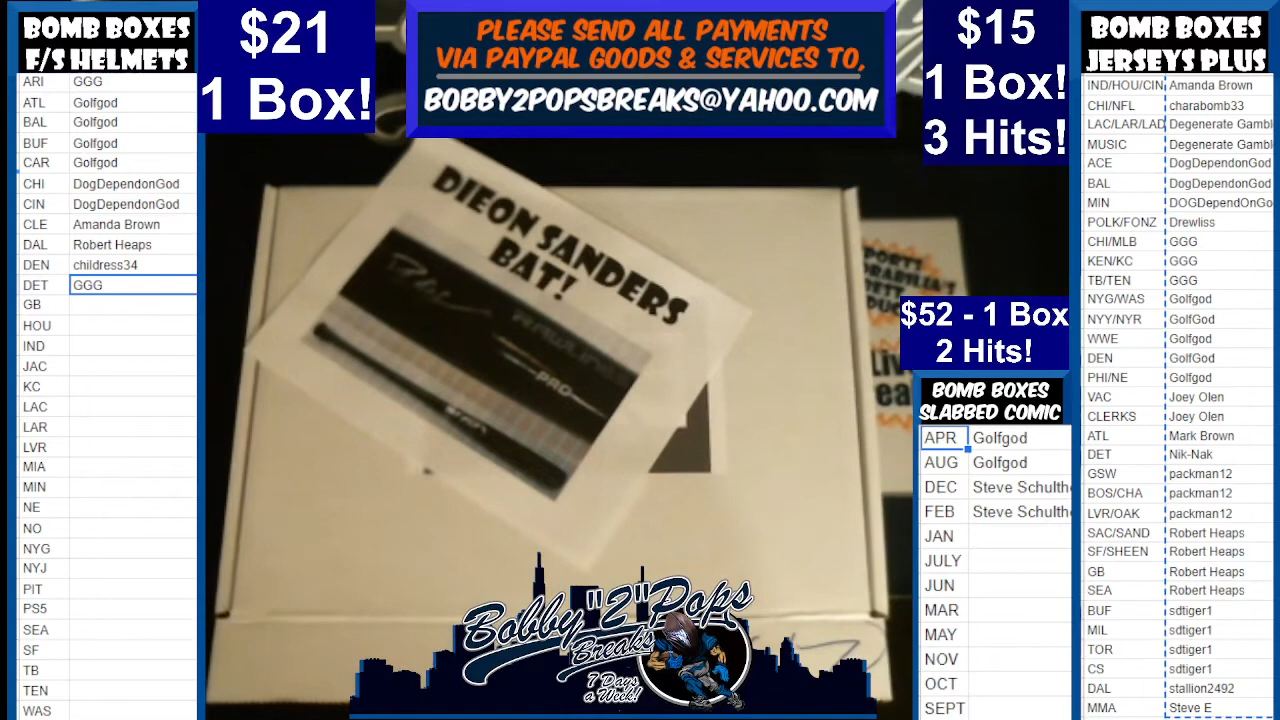 BOMB BOXES
F/S HELMETS
ARI GGG
ATL Golfgod
BAL Golfgod
BUF Golfgod
CAR Golfgod
CHI DogDependonGod
CIN DogDependonGod
CLE Amanda Brown
DAL Robert Heaps
DEN childress34
DET GGG
GB
HOU
IND
JAC
KC
LAC
LAR
LVR
MIA
MIN
NE
NO
NYG
NYJ
PIT
PS5
SEA
SF
TB
TEN
WAS
$21
1 Box!
PLEASE SEND ALL PAYMENTS
VIA PAYPAL GOODS & SERVICES TO,
BOBBY2POPSBREAKS@YAHOO.COM
DIEON SANDERS
BAT!
PRO
Bobby "2" Pops
Breaks
7 Days
a Week!
$15
1 Box!
3 Hits!
$52 - 1 Box
2 Hits!
BOMB BOXES
SLABBED COMIC
APR Golfgod
AUG Golfgod
DEC Steve Schulth
FEB Steve Schulth
JAN
JULY
JUN
MAR
MAY
NOV
OCT
SEPT
BOMB BOXES
JERSEYS PLUS
IND/HOU/CIN Amanda Brown
CHI/NFL charabomb33
LAC/LAR/LAD Degenerate Gambl
MUSIC Degenerate Gambl
ACE DogDependonGod
BAL DogDependonGod
MIN DOGDependOnGo
POLK/FONZ Drewliss
CHI/MLB GGG
KEN/KC GGG
TB/TEN GGG
NYG/WAS Golfgod
NYY/NYR GolfGod
WWE Golfgod
DEN GolfGod
PHI/NE Golfgod
VAC Joey Olen
CLERKS Joey Olen
ATL Mark Brown
DET Nik-Nak
GSW packman12
BOS/CHA packman12
LVR/OAK packman12
SAC/SAND Robert Heaps
SF/SHEEN Robert Heaps
GB Robert Heaps
SEA Robert Heaps
BUF sdtiger1
MIL sdtiger1
TOR sdtiger1
CS sdtiger1
DAL stallion2492
MMA Steve E